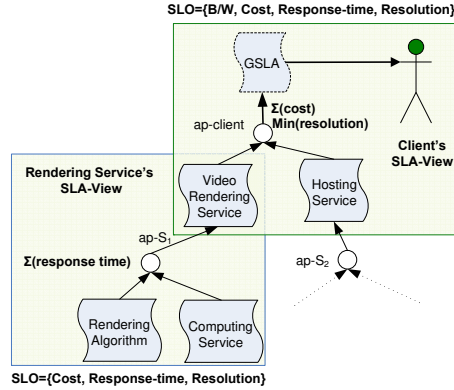 SLO={B/W, Cost, Response-time, Resolution}
GSLA
Σ(cost)
Min(resolution)
ap-client
Client's
SLA-View
Rendering Service's
SLA-View
Video
Rendering
Service
Hosting
Service
ap-S1
Σ(response time)
ap-S2
Rendering
Algorithm
Computing
Service
SLO={Cost, Response-time, Resolution}